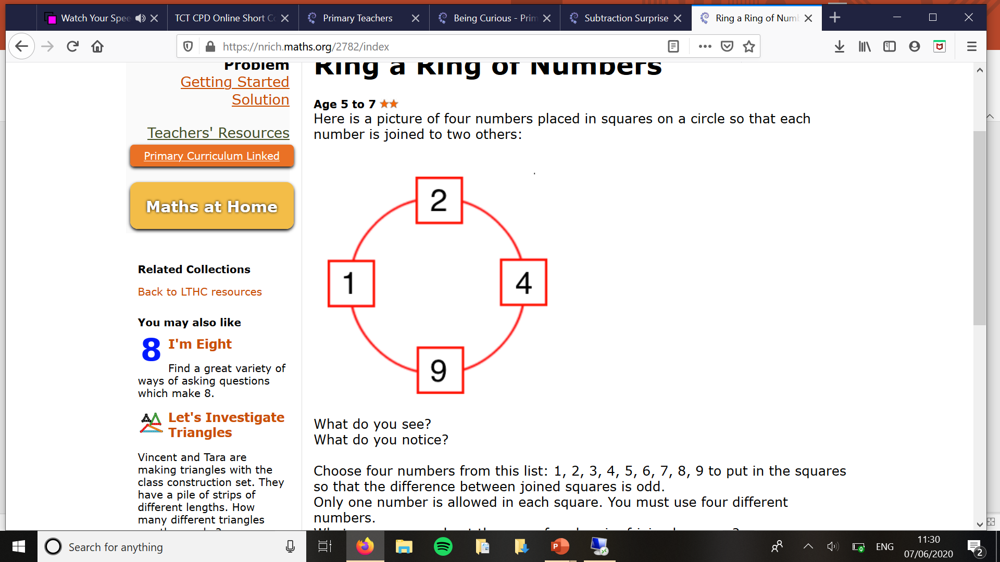 Watch Your Spee
TCT CPD Online Short Co
Primary Teachers
Being Curious - Prim
Subtraction Surprise
Ring a Ring of Numb
https://nrich.maths.org/2782/index
Problem
Getting Started
Solution
Teachers' Resources
Primary Curriculum Linked
Maths at Home
Related Collections
Back to LTHC resources
You may also like
8 I'm Eight
Find a great variety of
ways of asking questions
which make 8.
Let's Investigate
Triangles
Vincent and Tara are
making triangles with the
class construction set. They
have a pile of strips of
different lengths. How
many different triangles
Ring a Ring of Numbers
Age 5 to 7
Here is a picture of four numbers placed in squares on a circle so that each
number is joined to two others:
2
1
4
9
What do you see?
What do you notice?
Choose four numbers from this list: 1, 2, 3, 4, 5, 6, 7, 8, 9 to put in the squares
so that the difference between joined squares is odd.
Only one number is allowed in each square. You must use four different
numbers.
Search for anything
P
ENG
11:30
07/06/2020
2